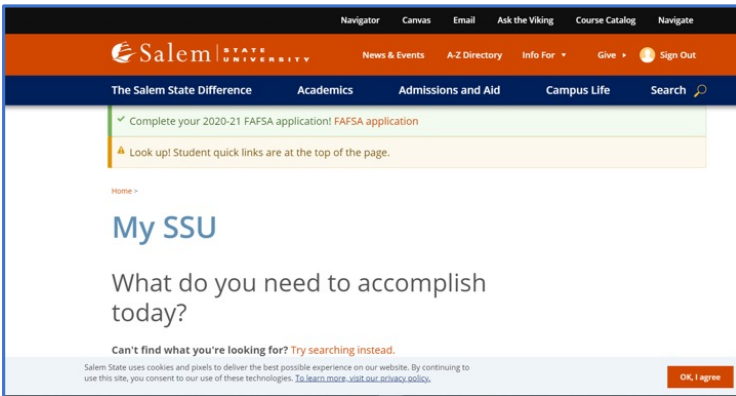 Navigator Canvas Email Ask the Viking Course Catalog Navigate
Salem STATE UNIVERSITY
News & Events A-Z Directory Info For Give Sign Out
The Salem State Difference Academics Admissions and Aid Campus Life Search
Complete your 2020-21 FAFSA application! FAFSA application
Look up! Student quick links are at the top of the page.
Home >
My SSU
What do you need to accomplish
today?
Can't find what you're looking for? Try searching instead.
Salem State uses cookies and pixels to deliver the best possible experience on our website. By continuing to
use this site, you consent to our use of these technologies. To learn more, visit our privacy policy.
OK, I agree